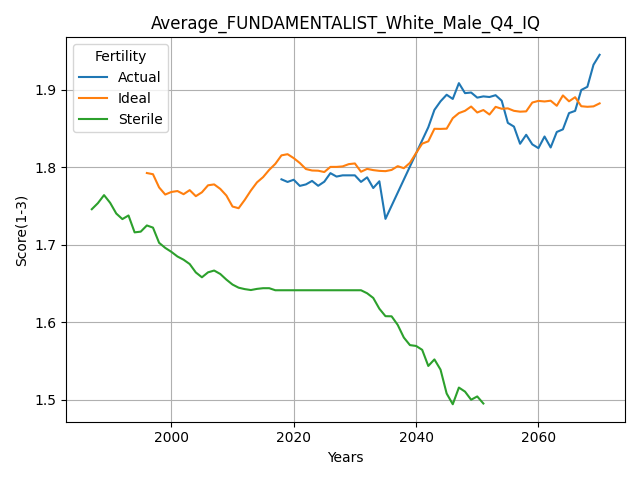 Average_FUNDAMENTALIST_White_Male_Q4_IQ
Fertility
Actual
Ideal
Sterile
Score(1-3)
1.9
1.8
1.7
1.6
1.5
2000
2020
2040
2060
Years